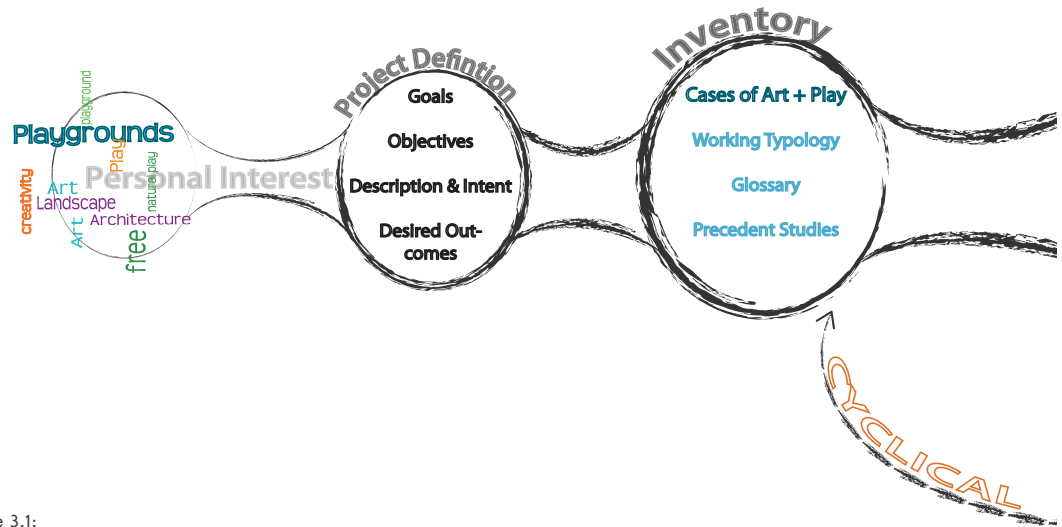 playground
Playgrounds
Play
natural play
Personal Interest
creativity
Art
Landscape
Architecture
Art
free
Project Defintion
Goals
Objectives
Description & Intent
Desired Out-
comes
Inventory
Cases of Art + Play
Working Typology
Glossary
Precedent Studies
CYCLICAL
3.1: